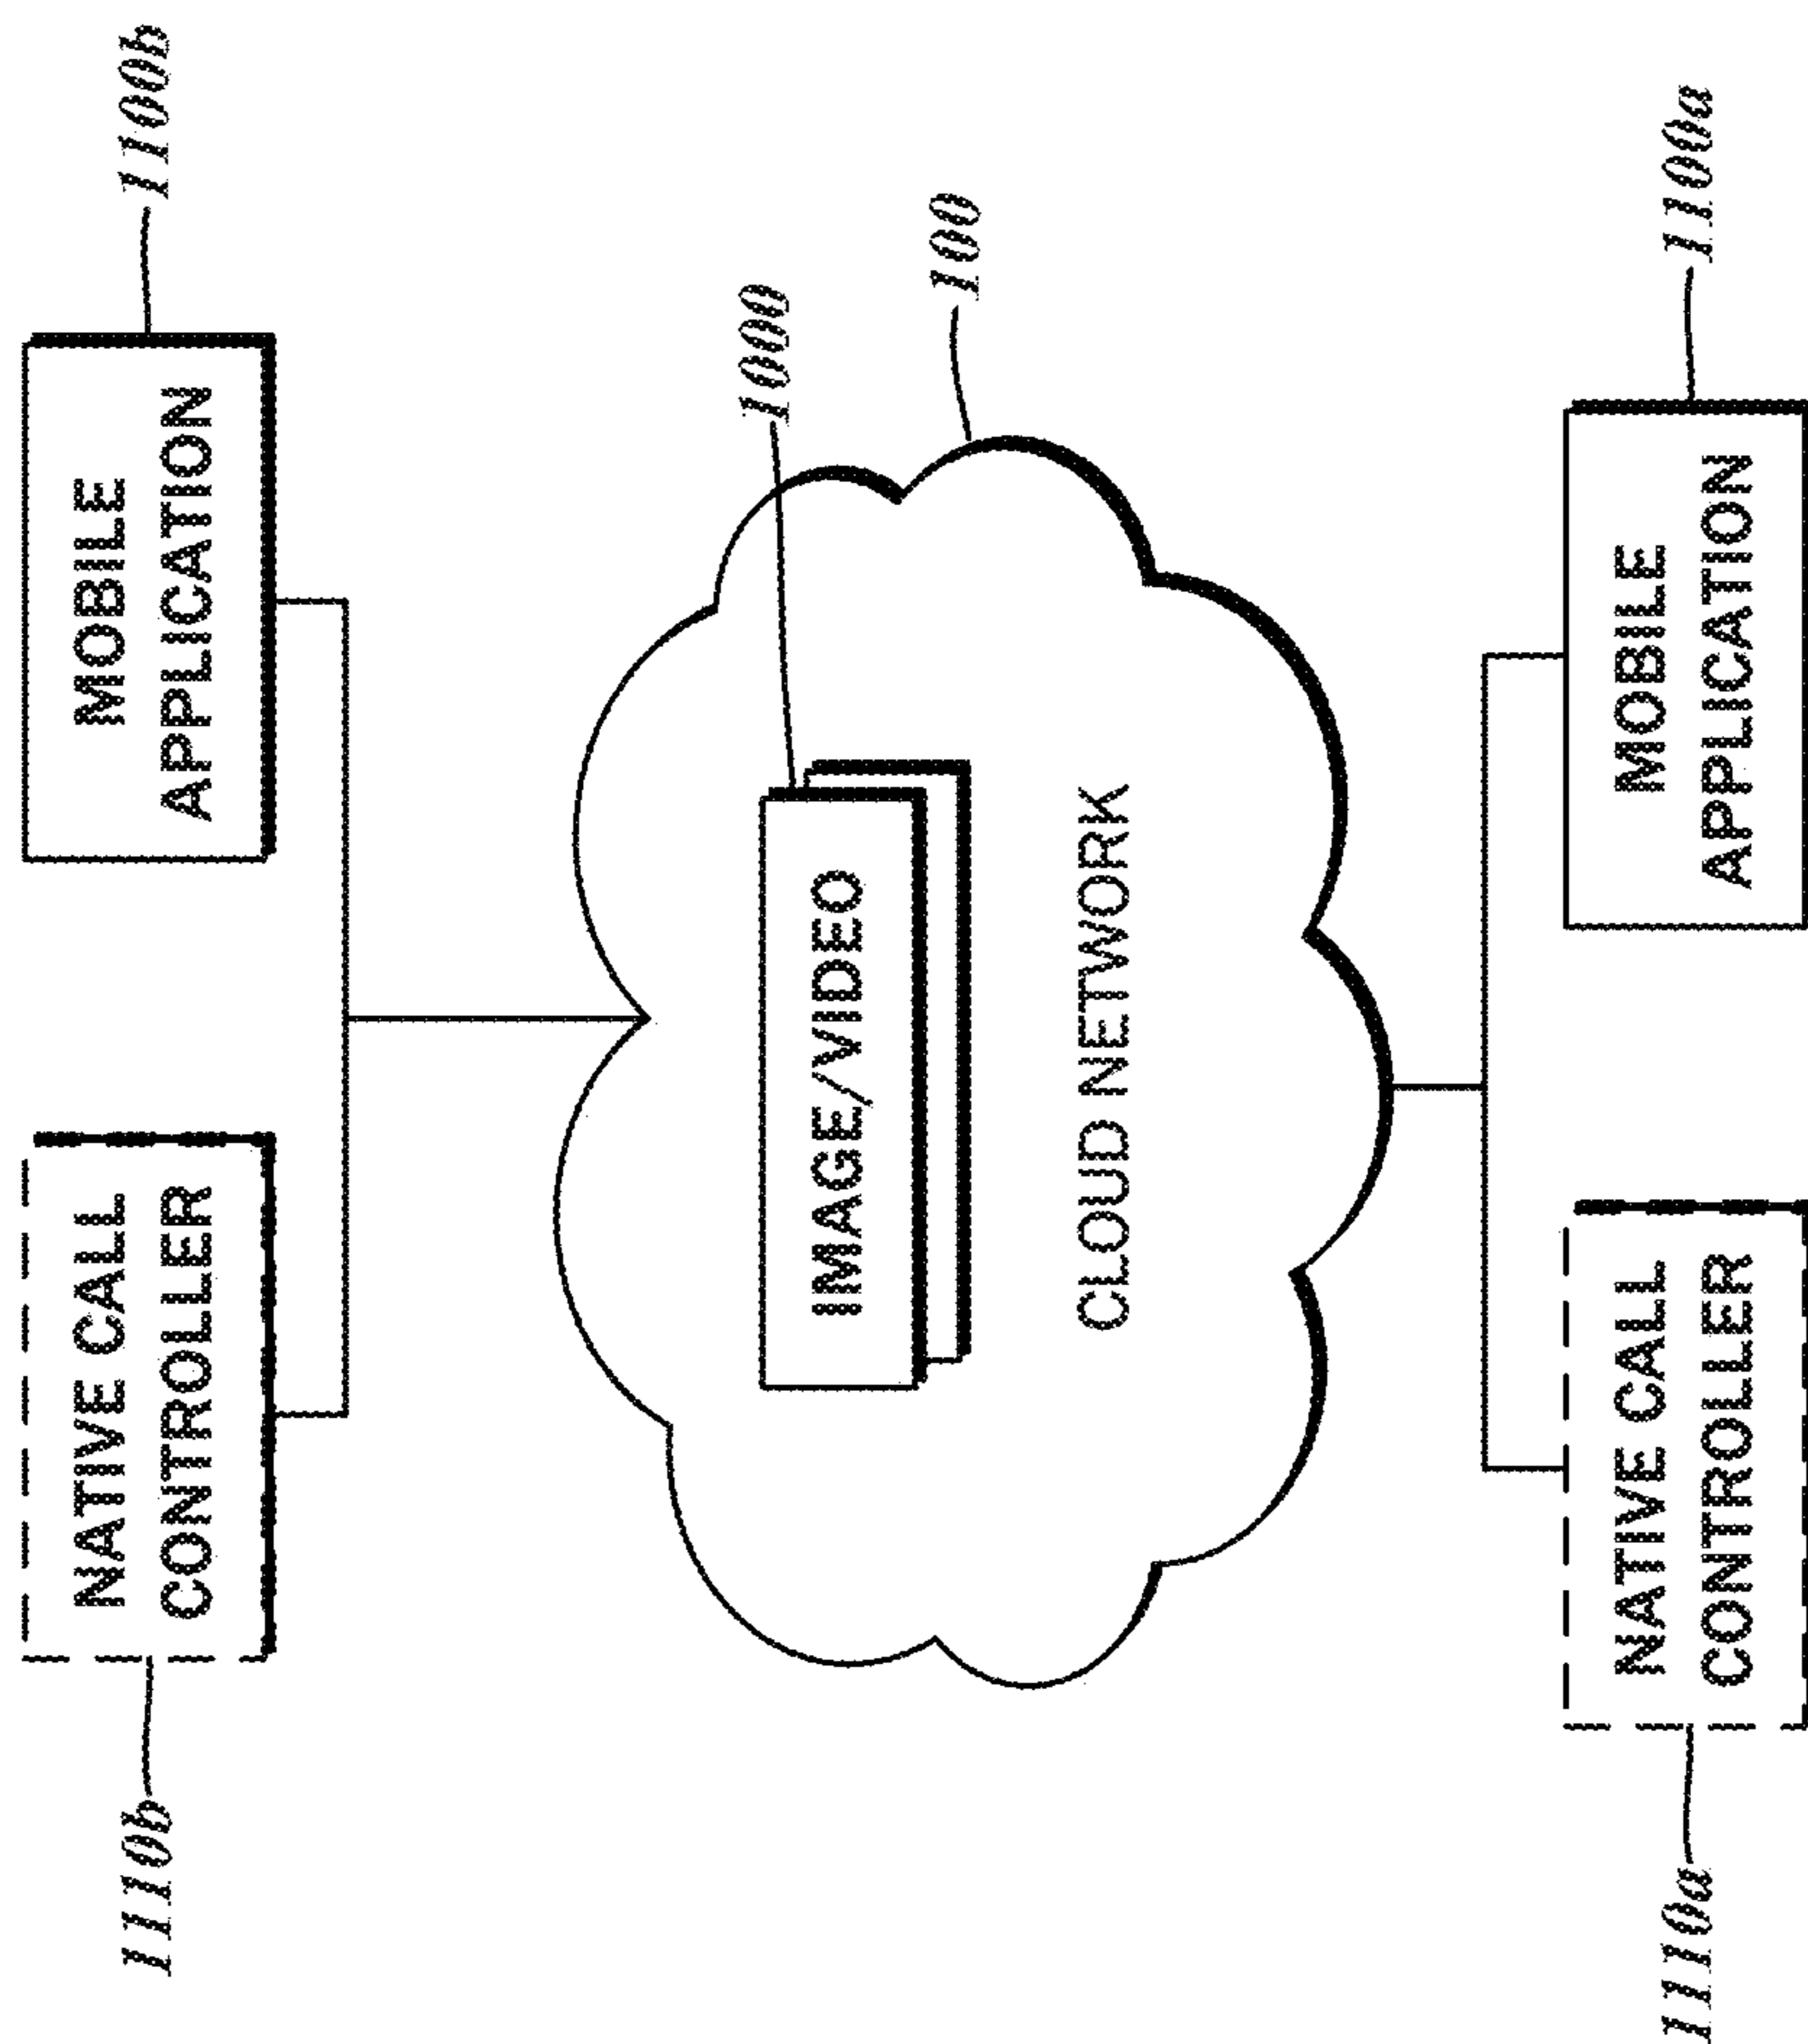 1110b
NATIVE CALL
CONTROLLER
MOBILE
APPLICATION
1100b
1000
IMAGE/VIDEO
100
CLOUD NETWORK
1110a
NATIVE CALL
CONTROLLER
MOBILE
APPLICATION
1100a